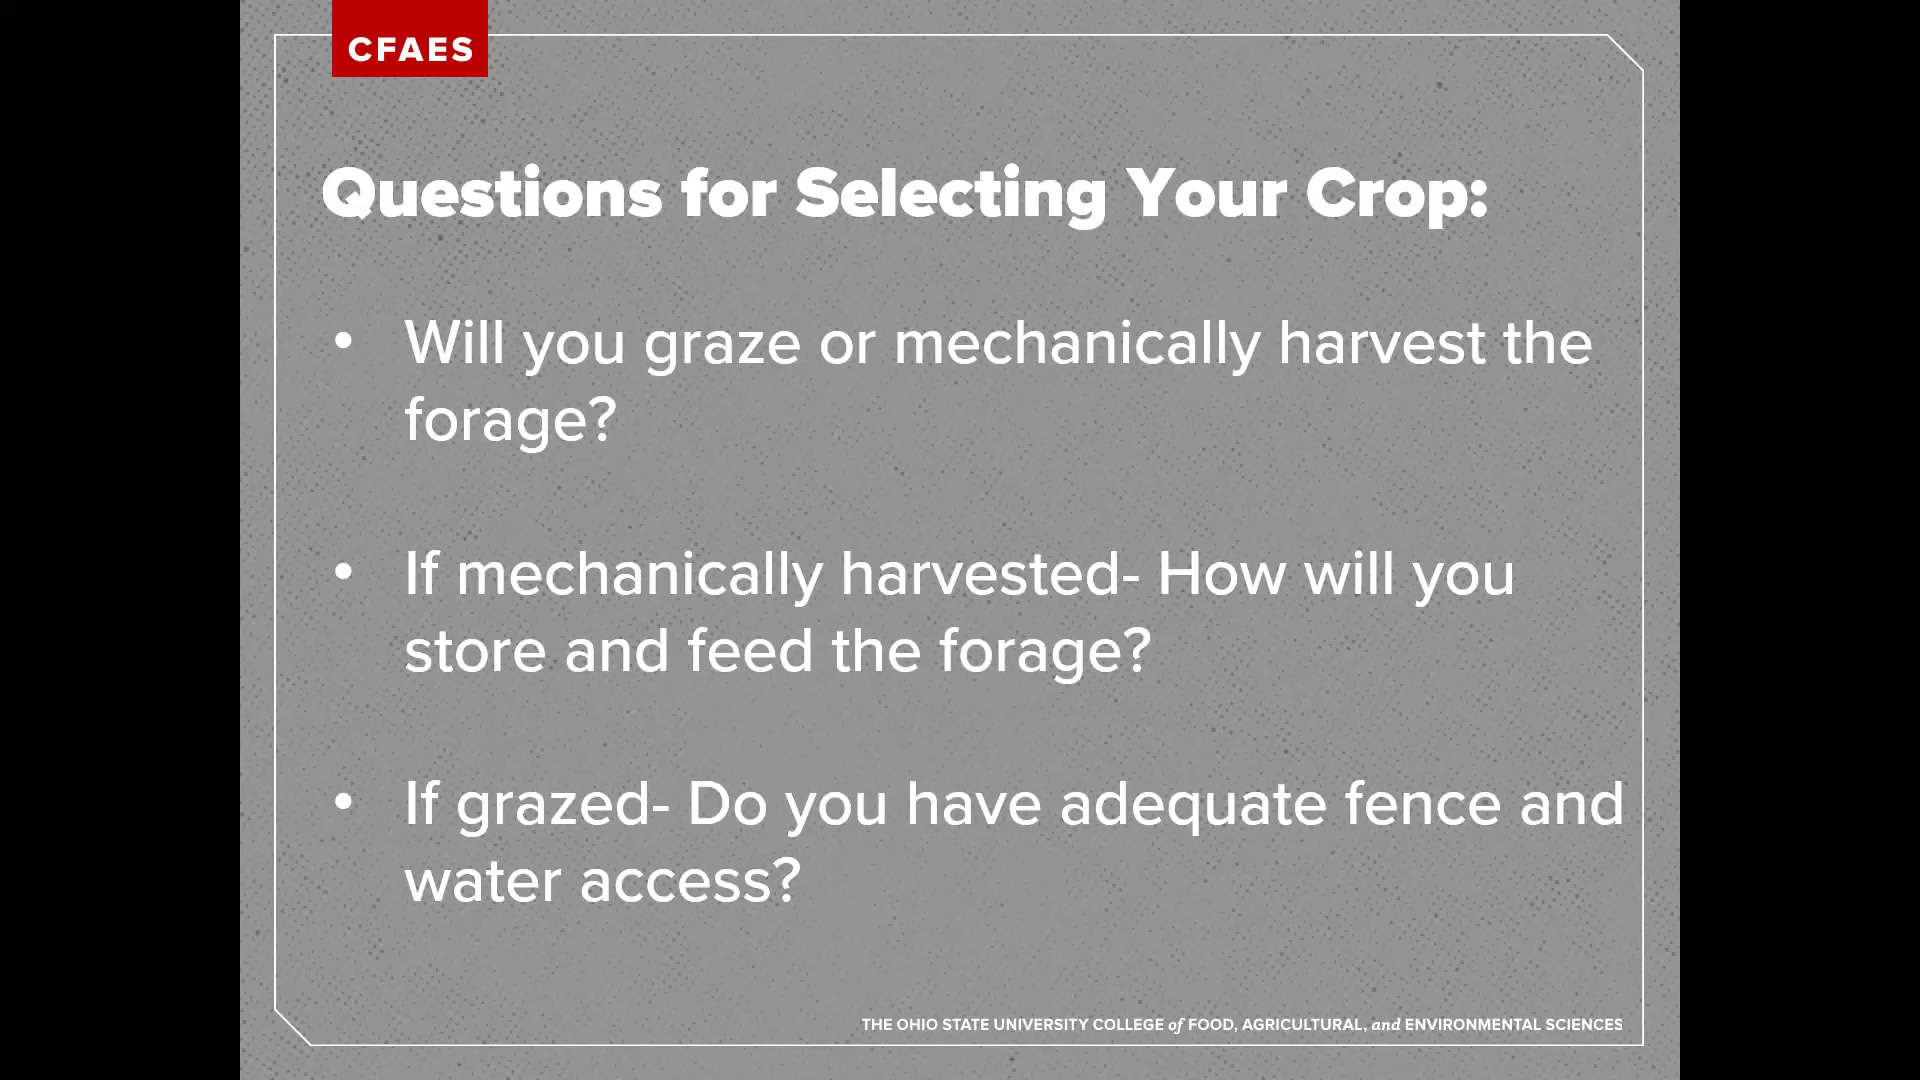 CFAES
Questions for Selecting Your Crop:
• Will you graze or mechanically harvest the
forage?
• If mechanically harvested- How will you
store and feed the forage?
• If grazed- Do you have adequate fence and
water access?
THE OHIO STATE UNIVERSITY COLLEGE of FOOD, AGRICULTURAL, and ENVIRONMENTAL SCIENCES